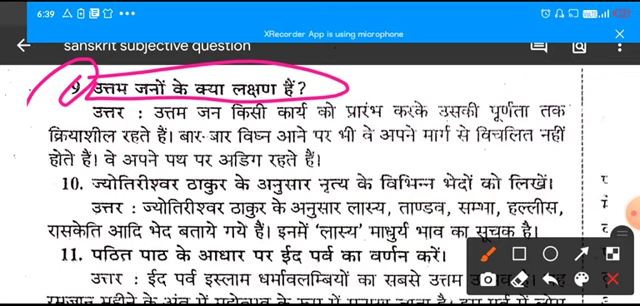 6:39
XRecorder App is using microphone
sanskrit subjective question
9. उत्तम जनों के क्या लक्षण हैं?
उत्तर : उत्तम जन किसी कार्य को प्रारंभ करके उसकी पूर्णता तक
क्रियाशील रहते हैं। बार-बार विघ्न आने पर भी वे अपने मार्ग से विचलित नहीं
होते हैं। वे अपने पथ पर अडिग रहते हैं।
10. ज्योतिरीश्वर ठाकुर के अनुसार नृत्य के विभिन्न भेदों को लिखें।
उत्तर : ज्योतिरीश्वर ठाकुर के अनुसार लास्य, ताण्डव, सम्भा, हल्लीस,
रासकेति आदि भेद बताये गये हैं। इनमें 'लास्य' माधुर्य भाव का सूचक है।
11. पठित पाठ के आधार पर ईद पर्व का वर्णन करें।
उत्तर : ईद पर्व इस्लाम धर्मावलम्बियों का सबसे उत्तम